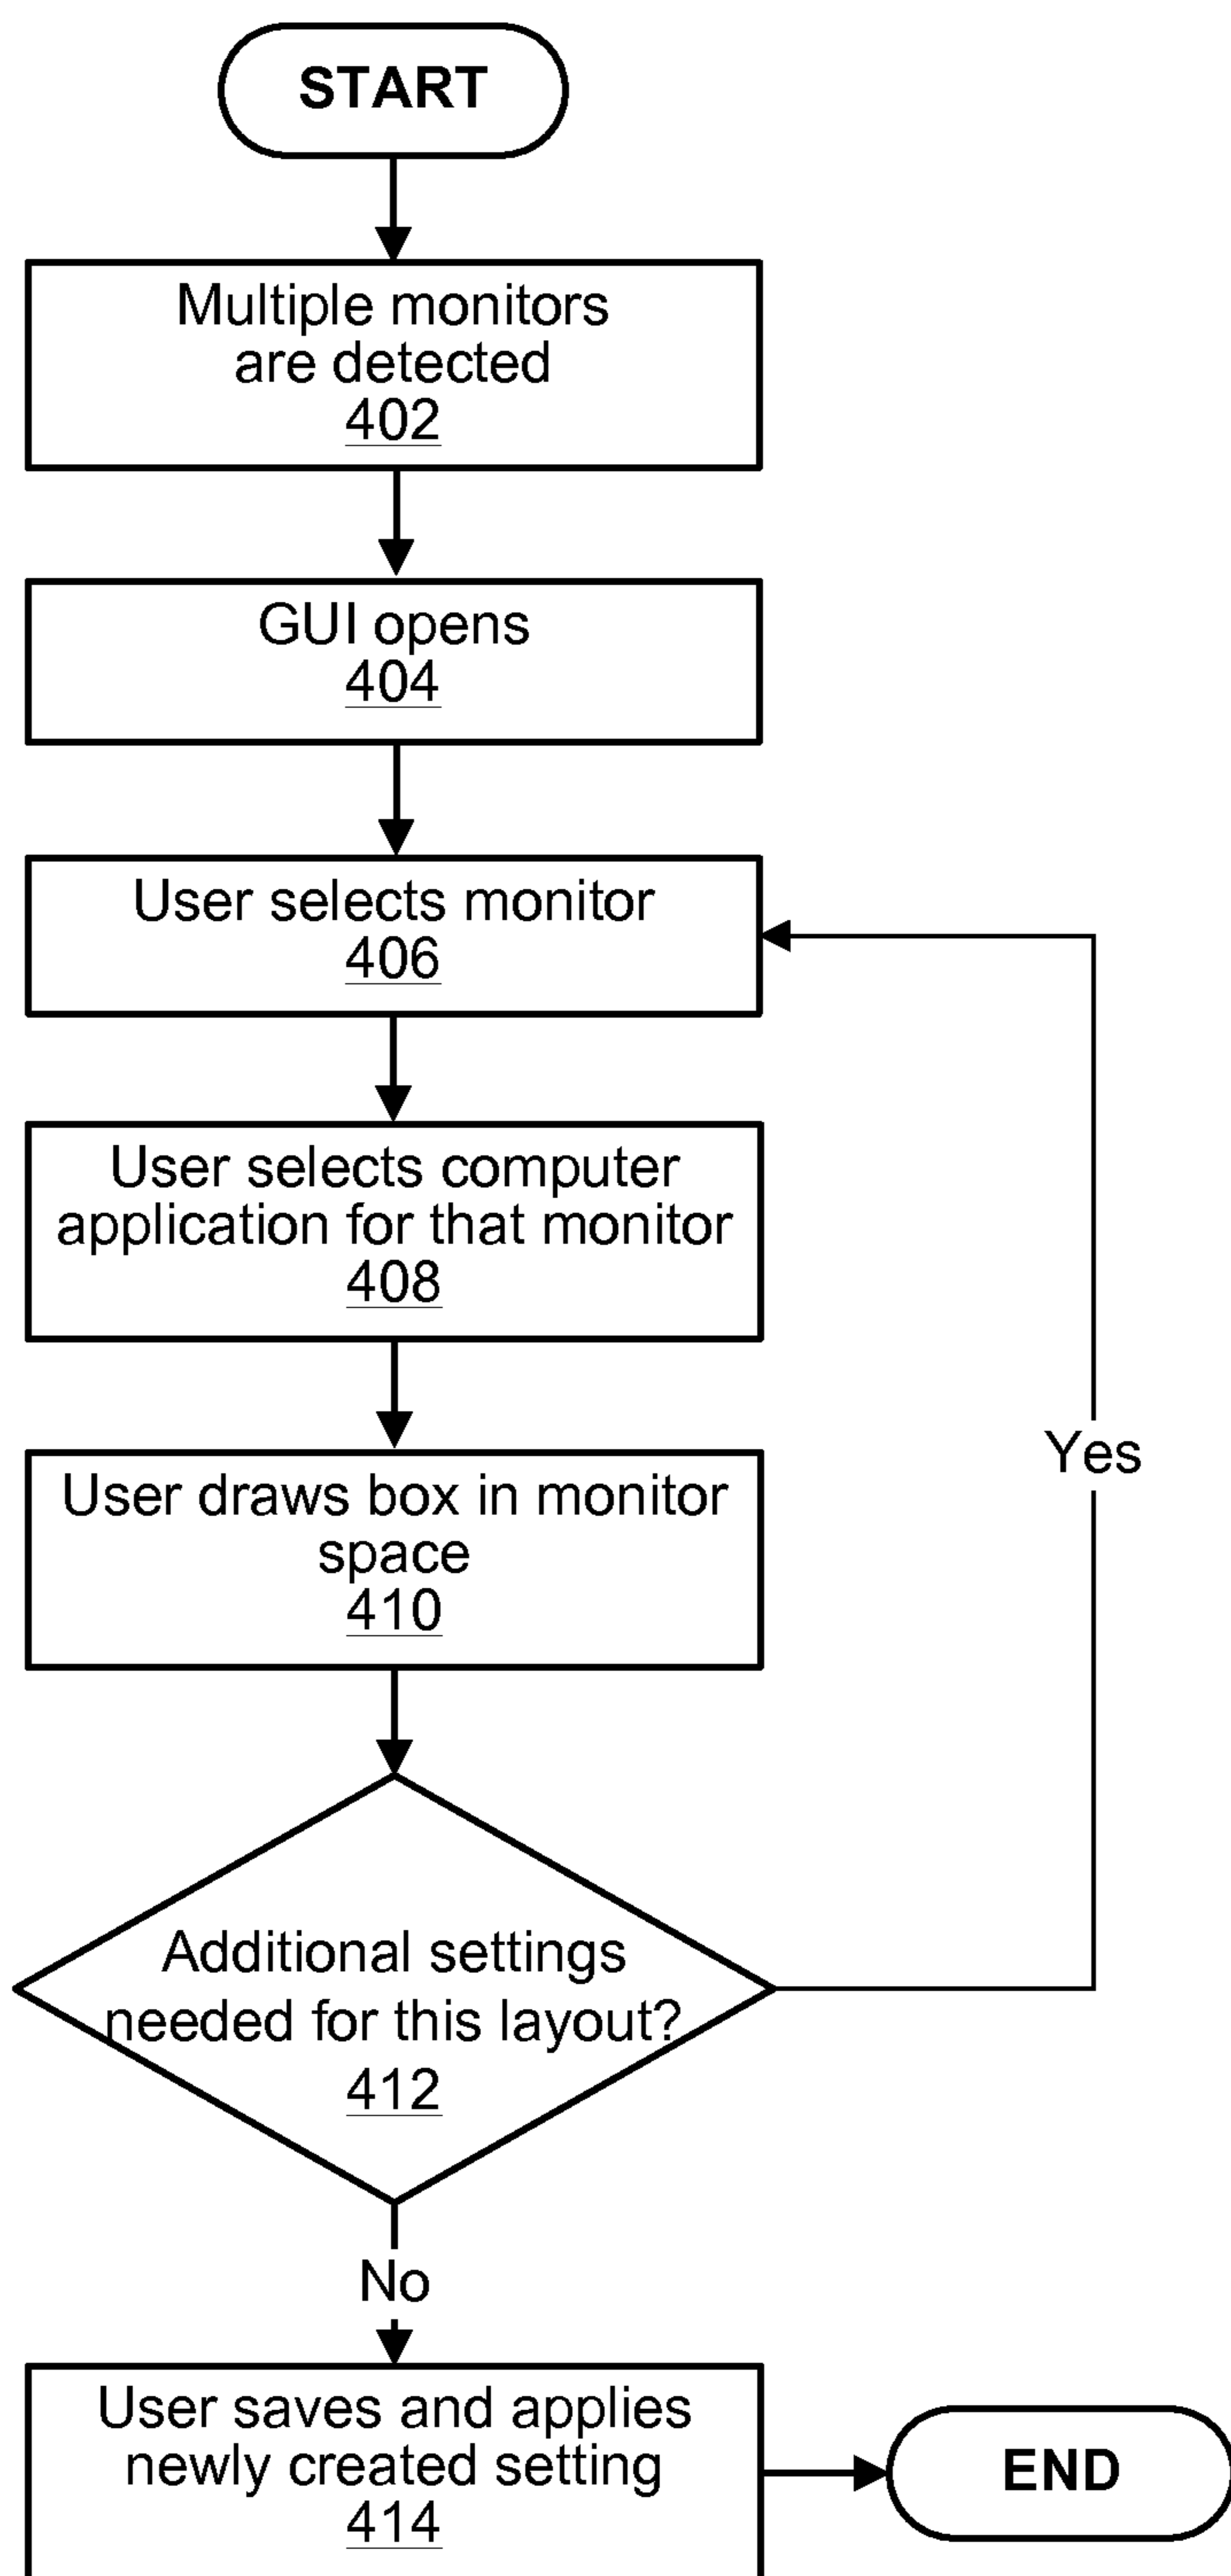 START
Multiple monitors
are detected
402
GUI opens
404
User selects monitor
406
User selects computer
application for that monitor
408
User draws box in monitor
space
410
Yes
Additional settings
needed for this layout?
412
No
User saves and applies
newly created setting
414
END